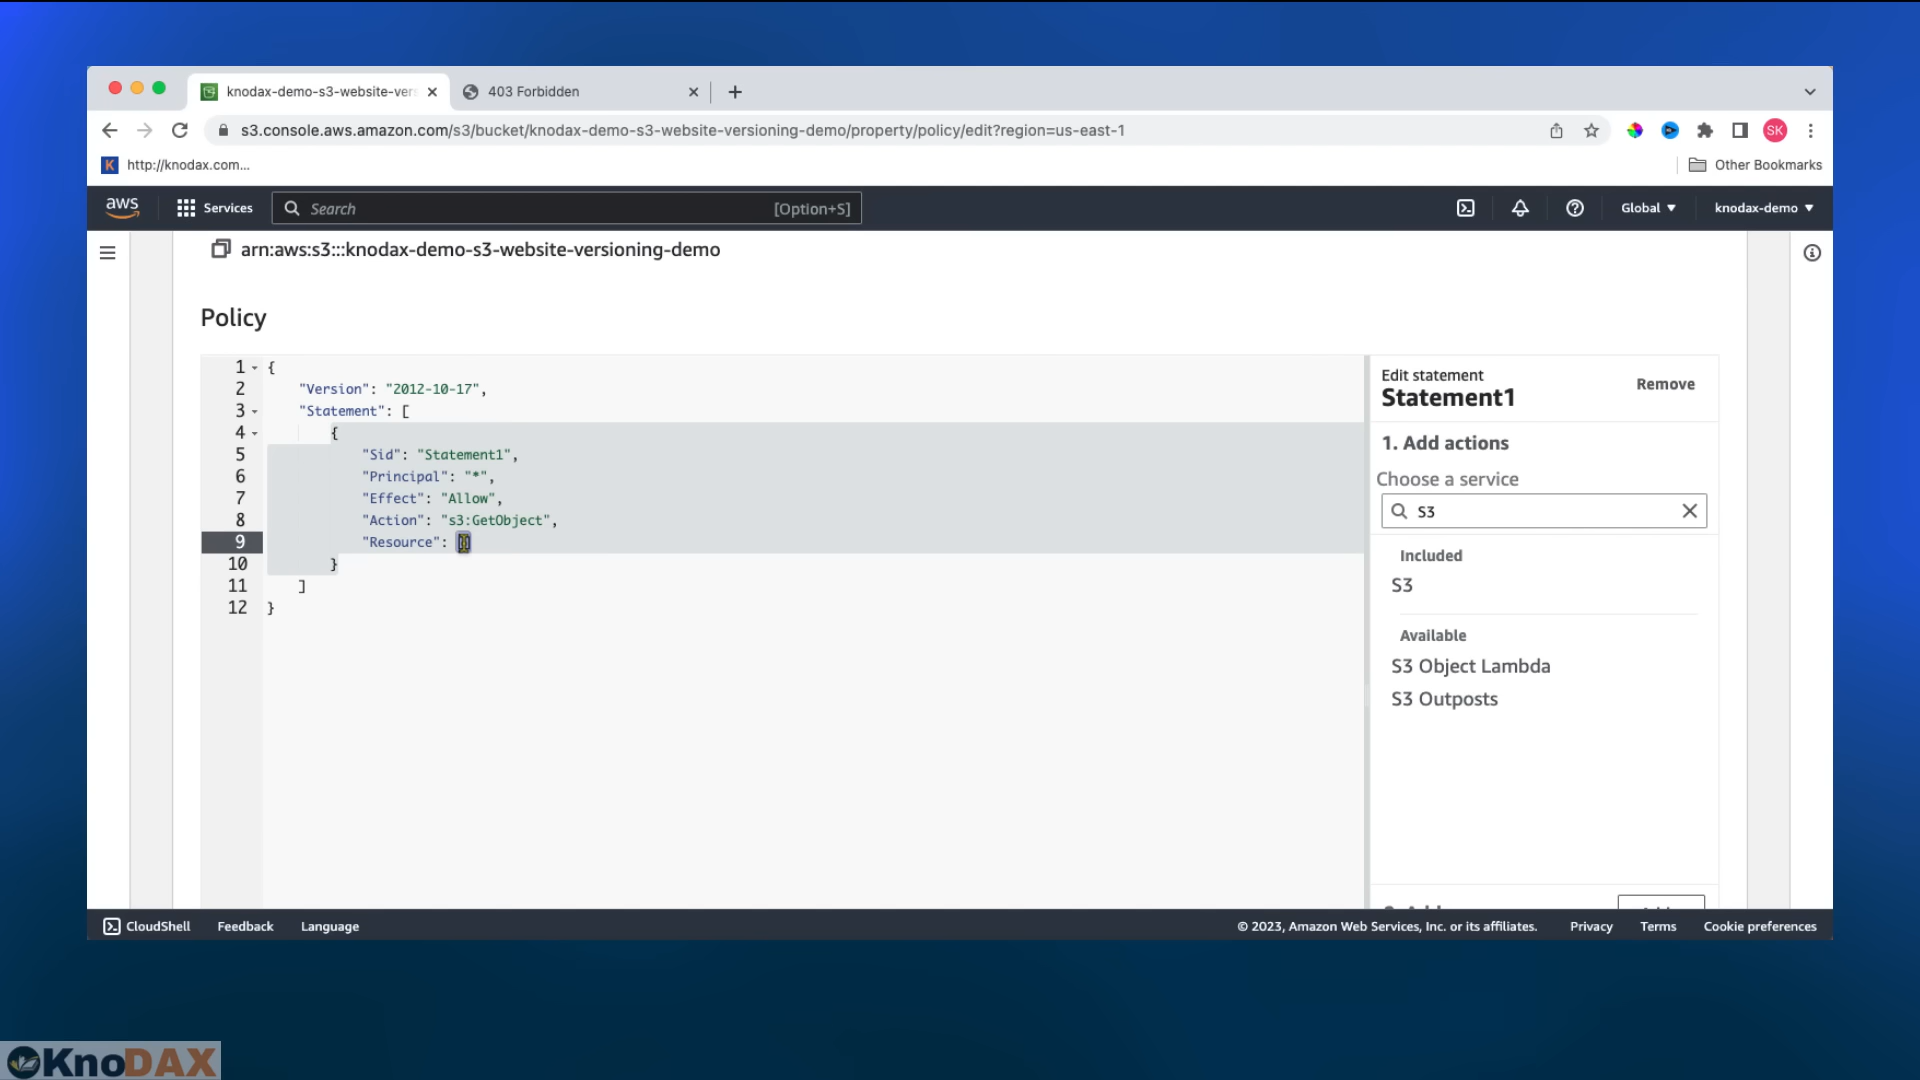 knodax-demo-s3-website-ver
403 Forbidden
s3.console.aws.amazon.com/s3/bucket/knodax-demo-s3-website-versioning-demo/property/policy/edit?region=us-east-1
SK
K http://knodax.com...
Other Bookmarks
aws
Services
Search
[Option+S]
Global
knodax-demo
arn:aws:s3:::knodax-demo-s3-website-versioning-demo
Policy
1 {
2 "Version": "2012-10-17",
3 "Statement": [
4 {
5 "Sid": "Statement1",
6 "Principal": "*",
7 "Effect": "Allow",
8 "Action": "s3:GetObject",
9 "Resource":
10 }
11 ]
12 }
Edit statement
Statement1
Remove
1. Add actions
Choose a service
S3
Included
S3
Available
S3 Object Lambda
S3 Outposts
CloudShell
Feedback
Language
© 2023, Amazon Web Services, Inc. or its affiliates.
Privacy
Terms
Cookie preferences
KnoDAX